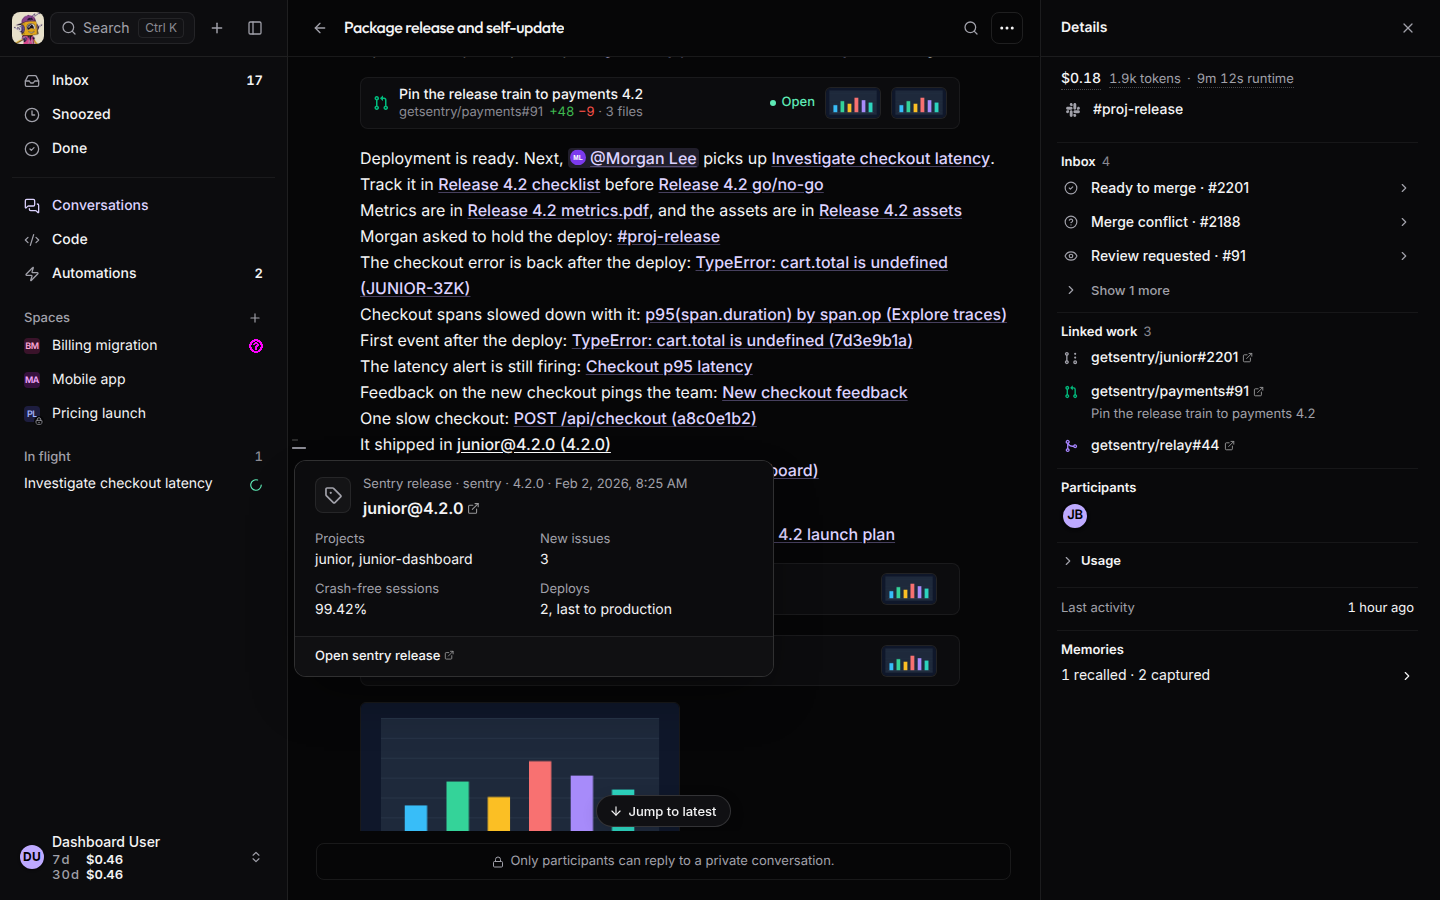 Search Ctrl K
Inbox 17
Snoozed
Done
Conversations
Code
Automations 2
Spaces
BM Billing migration
MA Mobile app
PL Pricing launch
In flight 1
Investigate checkout latency
DU Dashboard User
7d $0.46
30d $0.46
Package release and self-update
Pin the release train to payments 4.2
getsentry/payments#91 +48 −9 · 3 files
Open
Deployment is ready. Next, ML @Morgan Lee picks up Investigate checkout latency.
Track it in Release 4.2 checklist before Release 4.2 go/no-go
Metrics are in Release 4.2 metrics.pdf, and the assets are in Release 4.2 assets
Morgan asked to hold the deploy: #proj-release
The checkout error is back after the deploy: TypeError: cart.total is undefined
(JUNIOR-3ZK)
Checkout spans slowed down with it: p95(span.duration) by span.op (Explore traces)
First event after the deploy: TypeError: cart.total is undefined (7d3e9b1a)
The latency alert is still firing: Checkout p95 latency
Feedback on the new checkout pings the team: New checkout feedback
One slow checkout: POST /api/checkout (a8c0e1b2)
It shipped in junior@4.2.0 (4.2.0)
board)
4.2 launch plan
Sentry release · sentry · 4.2.0 · Feb 2, 2026, 8:25 AM
junior@4.2.0
Projects
junior, junior-dashboard
New issues
3
Crash-free sessions
99.42%
Deploys
2, last to production
Open sentry release
Jump to latest
Only participants can reply to a private conversation.
Details
$0.18 1.9k tokens · 9m 12s runtime
#proj-release
Inbox 4
Ready to merge · #2201
Merge conflict · #2188
Review requested · #91
Show 1 more
Linked work 3
getsentry/junior#2201
getsentry/payments#91
Pin the release train to payments 4.2
getsentry/relay#44
Participants
JB
Usage
Last activity 1 hour ago
Memories
1 recalled · 2 captured